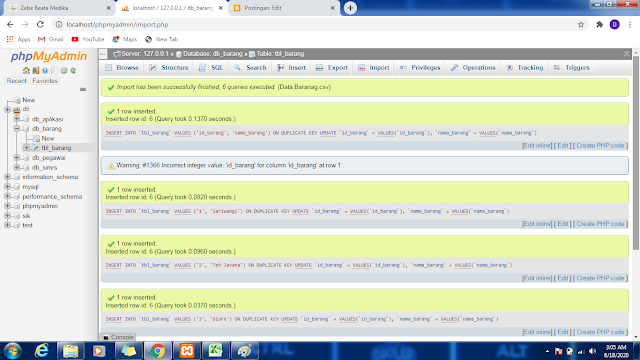 Zebe Beata Medika
localhost / 127.0.0.1 / db_barang
Postingan: Edit
localhost/phpmyadmin/import.php
Apps
YouTube
Maps
Gmail
News
Translate
phpMyAdmin
Recent Favorites
New
db
db_aplikasi
db_barang
New
tbl_barang
db_pegawai
db_simrs
information_schema
mysql
performance_schema
phpmyadmin
sik
test
Server: 127.0.0.1 » Database: db_barang » Table: tbl_barang
Browse Structure SQL Search Insert Export Import Privileges Operations Tracking Triggers
Import has been successfully finished, 6 queries executed. (Data Baranag.csv)
1 row inserted.
Inserted row id: 6 (Query took 0.1370 seconds.)
INSERT INTO `tbl_barang` VALUES ('id_barang', 'nama_barang') ON DUPLICATE KEY UPDATE `id_barang` = VALUES(`id_barang`), `nama_barang` = VALUES(`nama_barang`)
[Edit inline] [ Edit ] [ Create PHP code ]
Warning: #1366 Incorrect integer value: 'id_barang' for column 'id_barang' at row 1
1 row inserted.
Inserted row id: 6 (Query took 0.0820 seconds.)
INSERT INTO `tbl_barang` VALUES ('1', 'Sariwangi') ON DUPLICATE KEY UPDATE `id_barang` = VALUES(`id_barang`), `nama_barang` = VALUES(`nama_barang`)
[Edit inline] [ Edit ] [ Create PHP code ]
1 row inserted.
Inserted row id: 6 (Query took 0.0960 seconds.)
INSERT INTO `tbl_barang` VALUES ('2', 'Teh Javana') ON DUPLICATE KEY UPDATE `id_barang` = VALUES(`id_barang`), `nama_barang` = VALUES(`nama_barang`)
[Edit inline] [ Edit ] [ Create PHP code ]
1 row inserted.
Inserted row id: 6 (Query took 0.0370 seconds.)
INSERT INTO `tbl_barang` VALUES ('3', 'Biore') ON DUPLICATE KEY UPDATE `id_barang` = VALUES(`id_barang`), `nama_barang` = VALUES(`nama_barang`)
[Edit inline] [ Edit ] [ Create PHP code ]
Console
CTRL
ALT
3:05 AM
8/18/2020